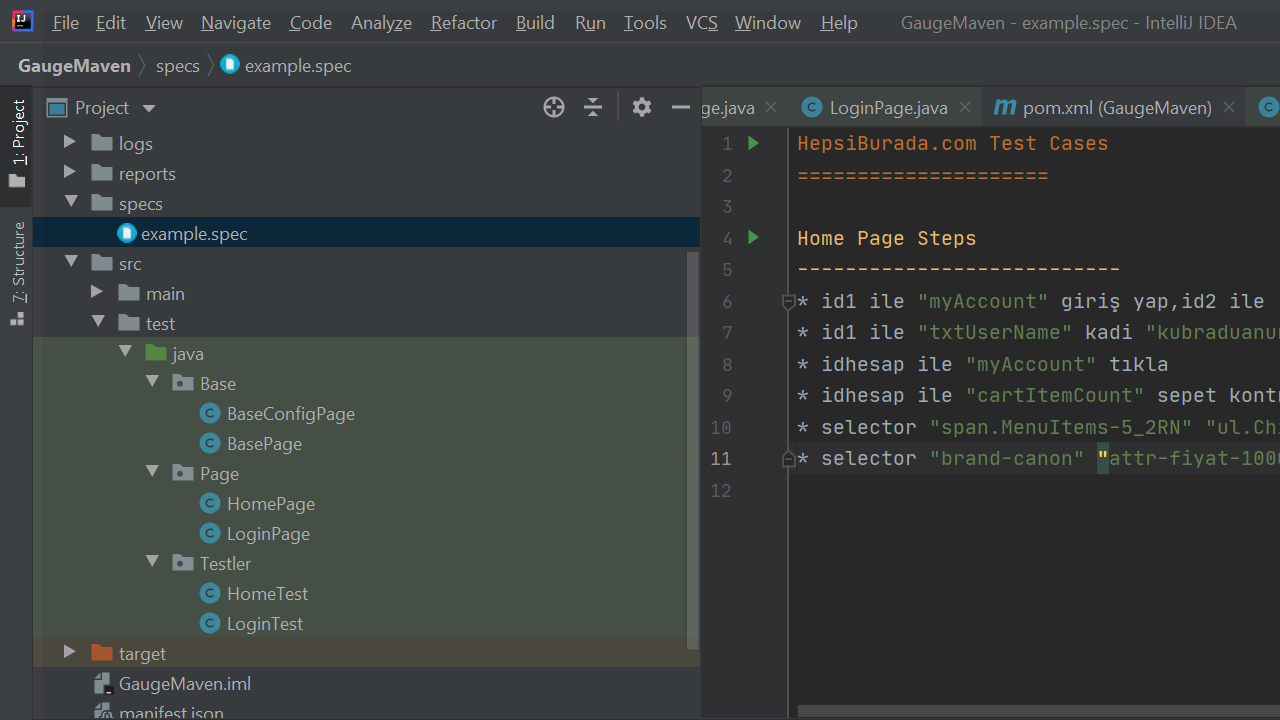 File Edit View Navigate Code Analyze Refactor Build Run Tools VCS Window Help GaugeMaven - example.spec - IntelliJ IDEA
GaugeMaven specs example.spec
1: Project
7: Structure
Project
logs
reports
specs
example.spec
src
main
test
java
Base
BaseConfigPage
BasePage
Page
HomePage
LoginPage
Testler
HomeTest
LoginTest
target
GaugeMaven.iml
manifest.json
ge.java LoginPage.java pom.xml (GaugeMaven)
1 HepsiBurada.com Test Cases
2 =====================
3
4 Home Page Steps
5 ---------------------------
6 * id1 ile "myAccount" giriş yap,id2 ile
7 * id1 ile "txtUserName" kadi "kubraduanur
8 * idhesap ile "myAccount" tıkla
9 * idhesap ile "cartItemCount" sepet kontr
10 * selector "span.MenuItems-5_2RN" "ul.Chi
11 * selector "brand-canon" "attr-fiyat-1000
12